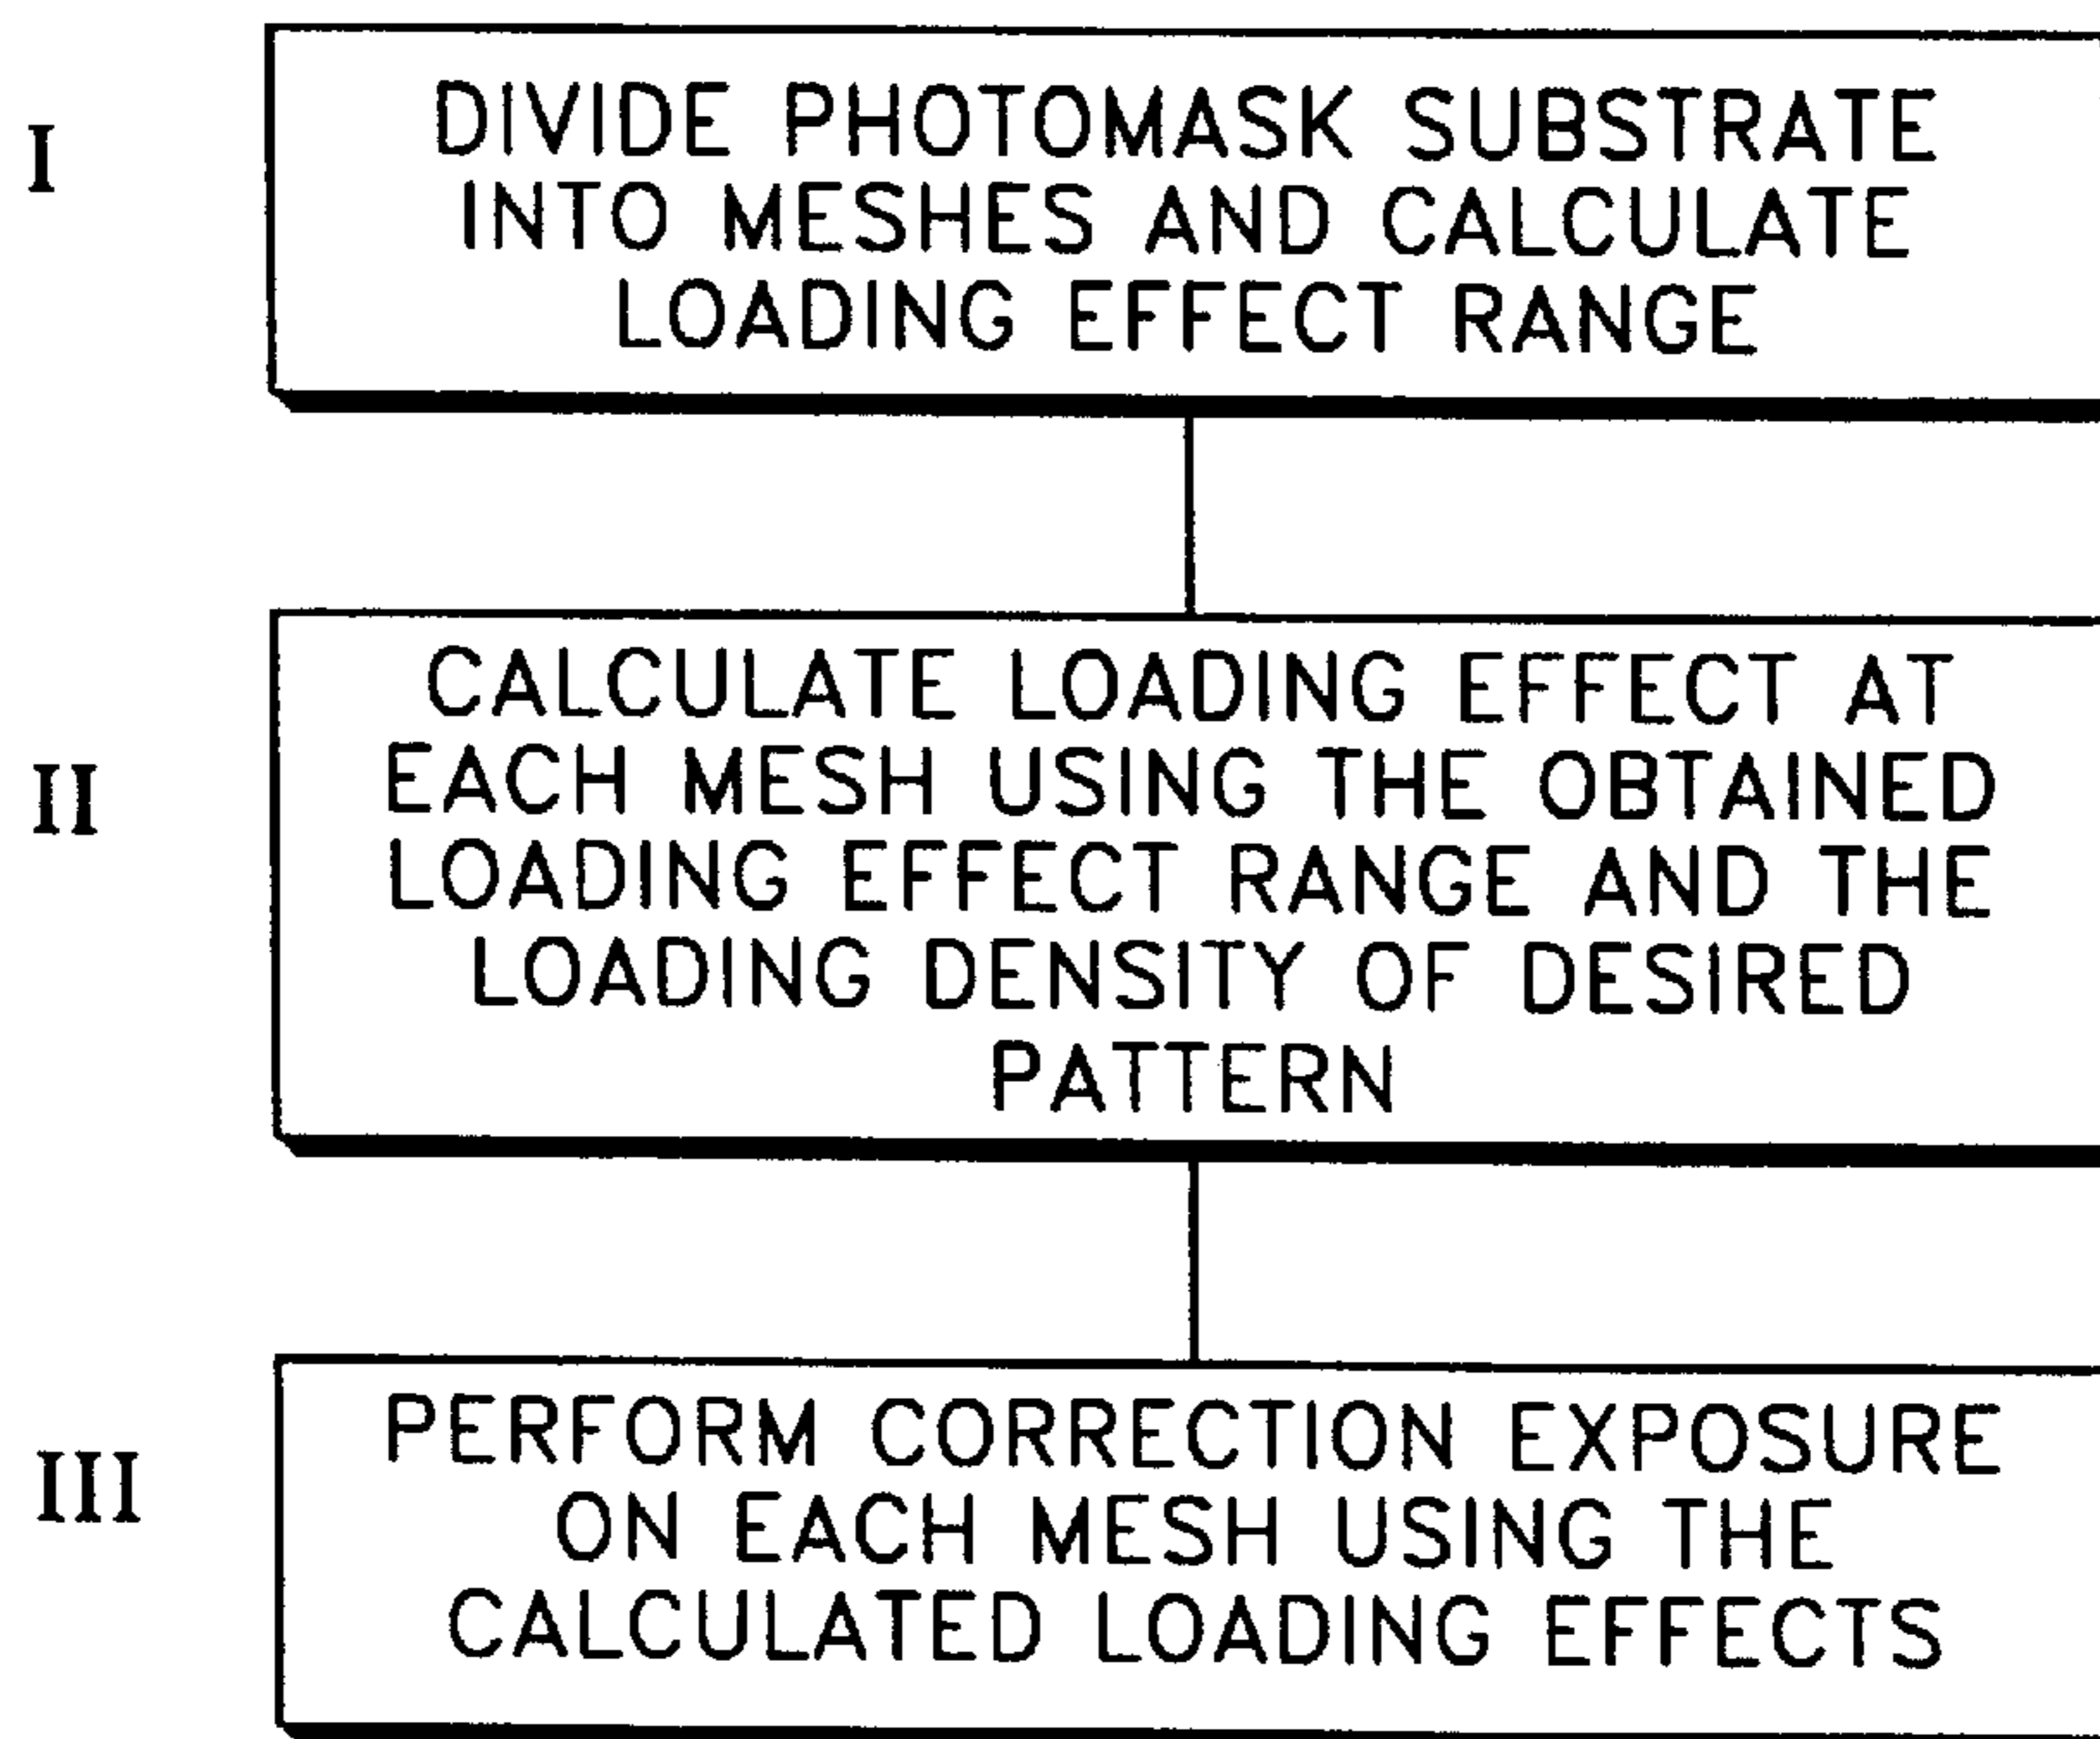 I
DIVIDE PHOTOMASK SUBSTRATE
INTO MESHES AND CALCULATE
LOADING EFFECT RANGE
II
CALCULATE LOADING EFFECT AT
EACH MESH USING THE OBTAINED
LOADING EFFECT RANGE AND THE
LOADING DENSITY OF DESIRED
PATTERN
III
PERFORM CORRECTION EXPOSURE
ON EACH MESH USING THE
CALCULATED LOADING EFFECTS